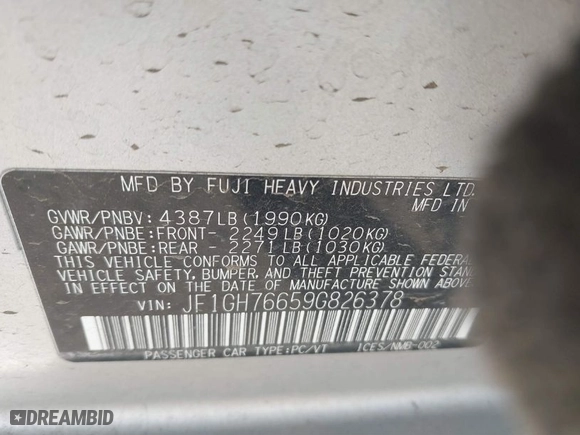 MFD BY FUJI HEAVY INDUSTRIES LTD.
MFD IN
GVWR/PNBV: 4387LB(1990KG)
GAWR/PNBE:FRONT- 2249LB(1020KG)
GAWR/PNBE:REAR - 2271LB(1030KG)
THIS VEHICLE CONFORMS TO ALL APPLICABLE FEDERAL
VEHICLE SAFETY, BUMPER, AND THEFT PREVENTION STAN
IN EFFECT ON THE DATE OF MANUFACTURE SHOWN ABOVE
VIN: JF1GH76659G826378
PASSENGER CAR TYPE:PC/VT ICES/NMB-002
DREAMBID